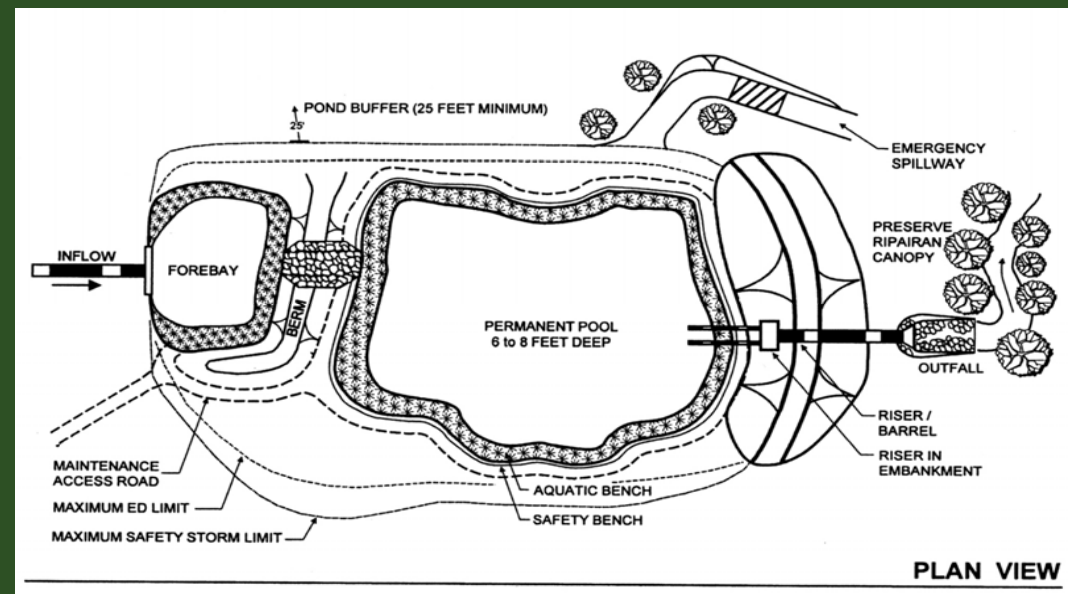 POND BUFFER (25 FEET MINIMUM)
25'
EMERGENCY
SPILLWAY
PRESERVE
RIPAIRAN
CANOPY
INFLOW
FOREBAY
BERM
PERMANENT POOL
6 to 8 FEET DEEP
OUTFALL
RISER /
BARREL
RISER IN
EMBANKMENT
MAINTENANCE
ACCESS ROAD
AQUATIC BENCH
MAXIMUM ED LIMIT
SAFETY BENCH
MAXIMUM SAFETY STORM LIMIT
PLAN VIEW